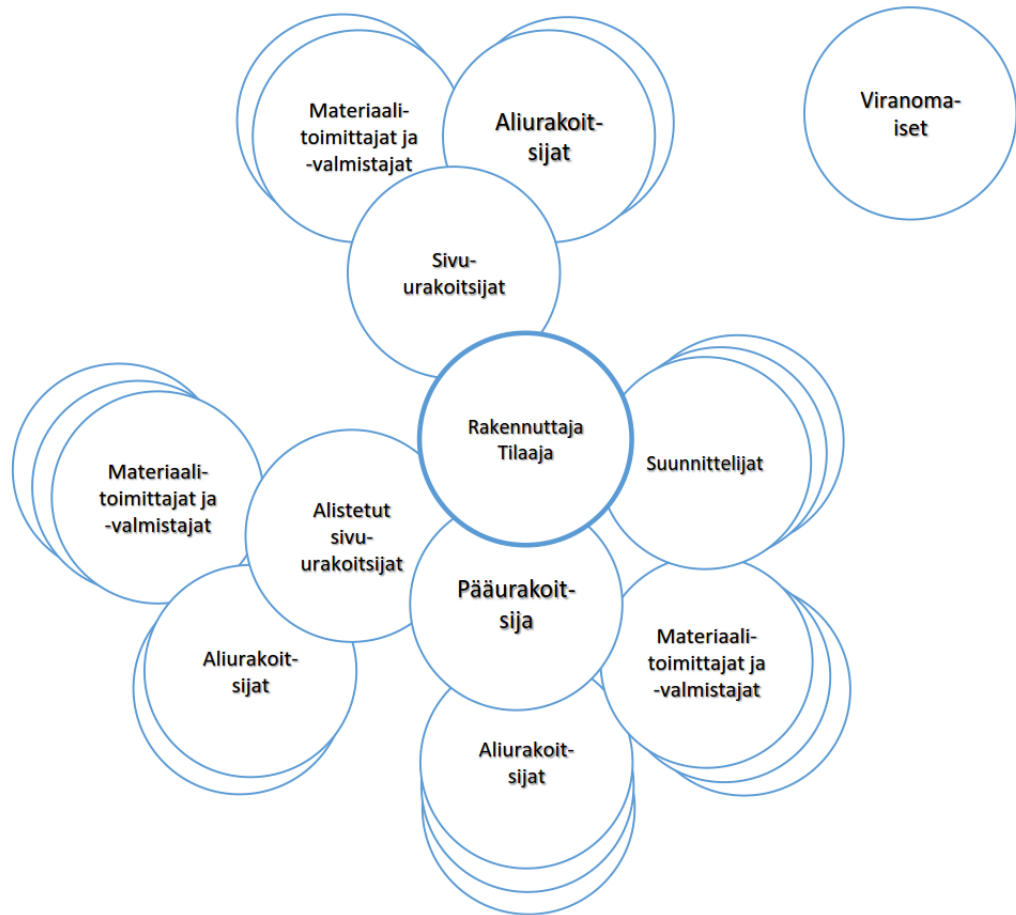 Materiaali-
toimittajat ja
-valmistajat
Aliurakoit-
sijat
Viranoma-
iset
Sivu-
urakoitsijat
Rakennuttaja
Tilaaja
Suunnittelijat
Materiaali-
toimittajat ja
-valmistajat
Alistetut
sivu-
urakoitsijat
Pääurakoit-
sija
Materiaali-
toimittajat ja
-valmistajat
Aliurakoit-
sijat
Aliurakoit-
sijat